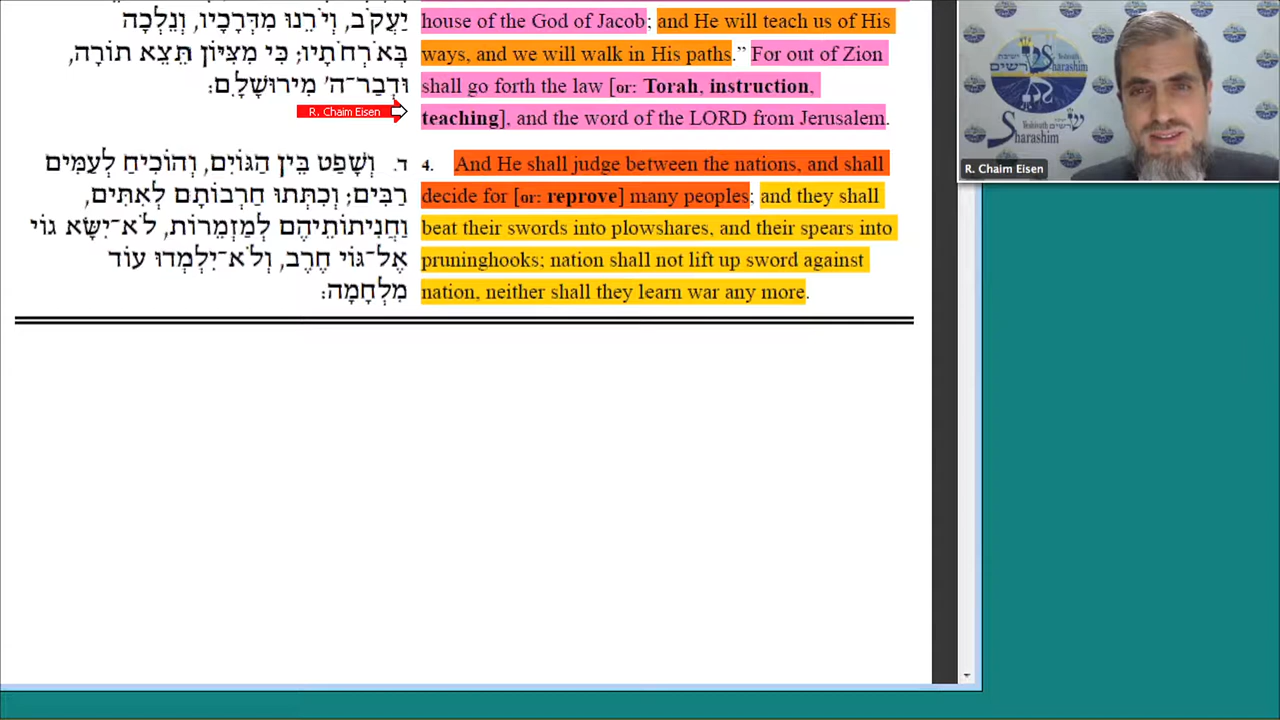 יַעֲקֹב, וְיֹרֵנוּ מִדְּרָכָיו, וְנֵלְכָה
בְּאֹרְחֹתָיו; כִּי מִצִּיּוֹן תֵּצֵא תוֹרָה,
וּדְבַר־ה' מִירוּשָׁלִָם:
ד. וְשָׁפַט בֵּין הַגּוֹיִם, וְהוֹכִיחַ לְעַמִּים
רַבִּים; וְכִתְּתוּ חַרְבוֹתָם לְאִתִּים,
וַחֲנִיתוֹתֵיהֶם לְמַזְמֵרוֹת, לֹא־יִשָּׂא גוֹי
אֶל־גּוֹי חֶרֶב, וְלֹא־יִלְמְדוּ עוֹד
מִלְחָמָה:
house of the God of Jacob; and He will teach us of His
ways, and we will walk in His paths.” For out of Zion
shall go forth the law [or: Torah, instruction,
teaching], and the word of the LORD from Jerusalem.
4. And He shall judge between the nations, and shall
decide for [or: reprove] many peoples; and they shall
beat their swords into plowshares, and their spears into
pruninghooks; nation shall not lift up sword against
nation, neither shall they learn war any more.
R. Chaim Eisen
Sharashim
שרשים
Yeshivath
Sharashim
R. Chaim Eisen